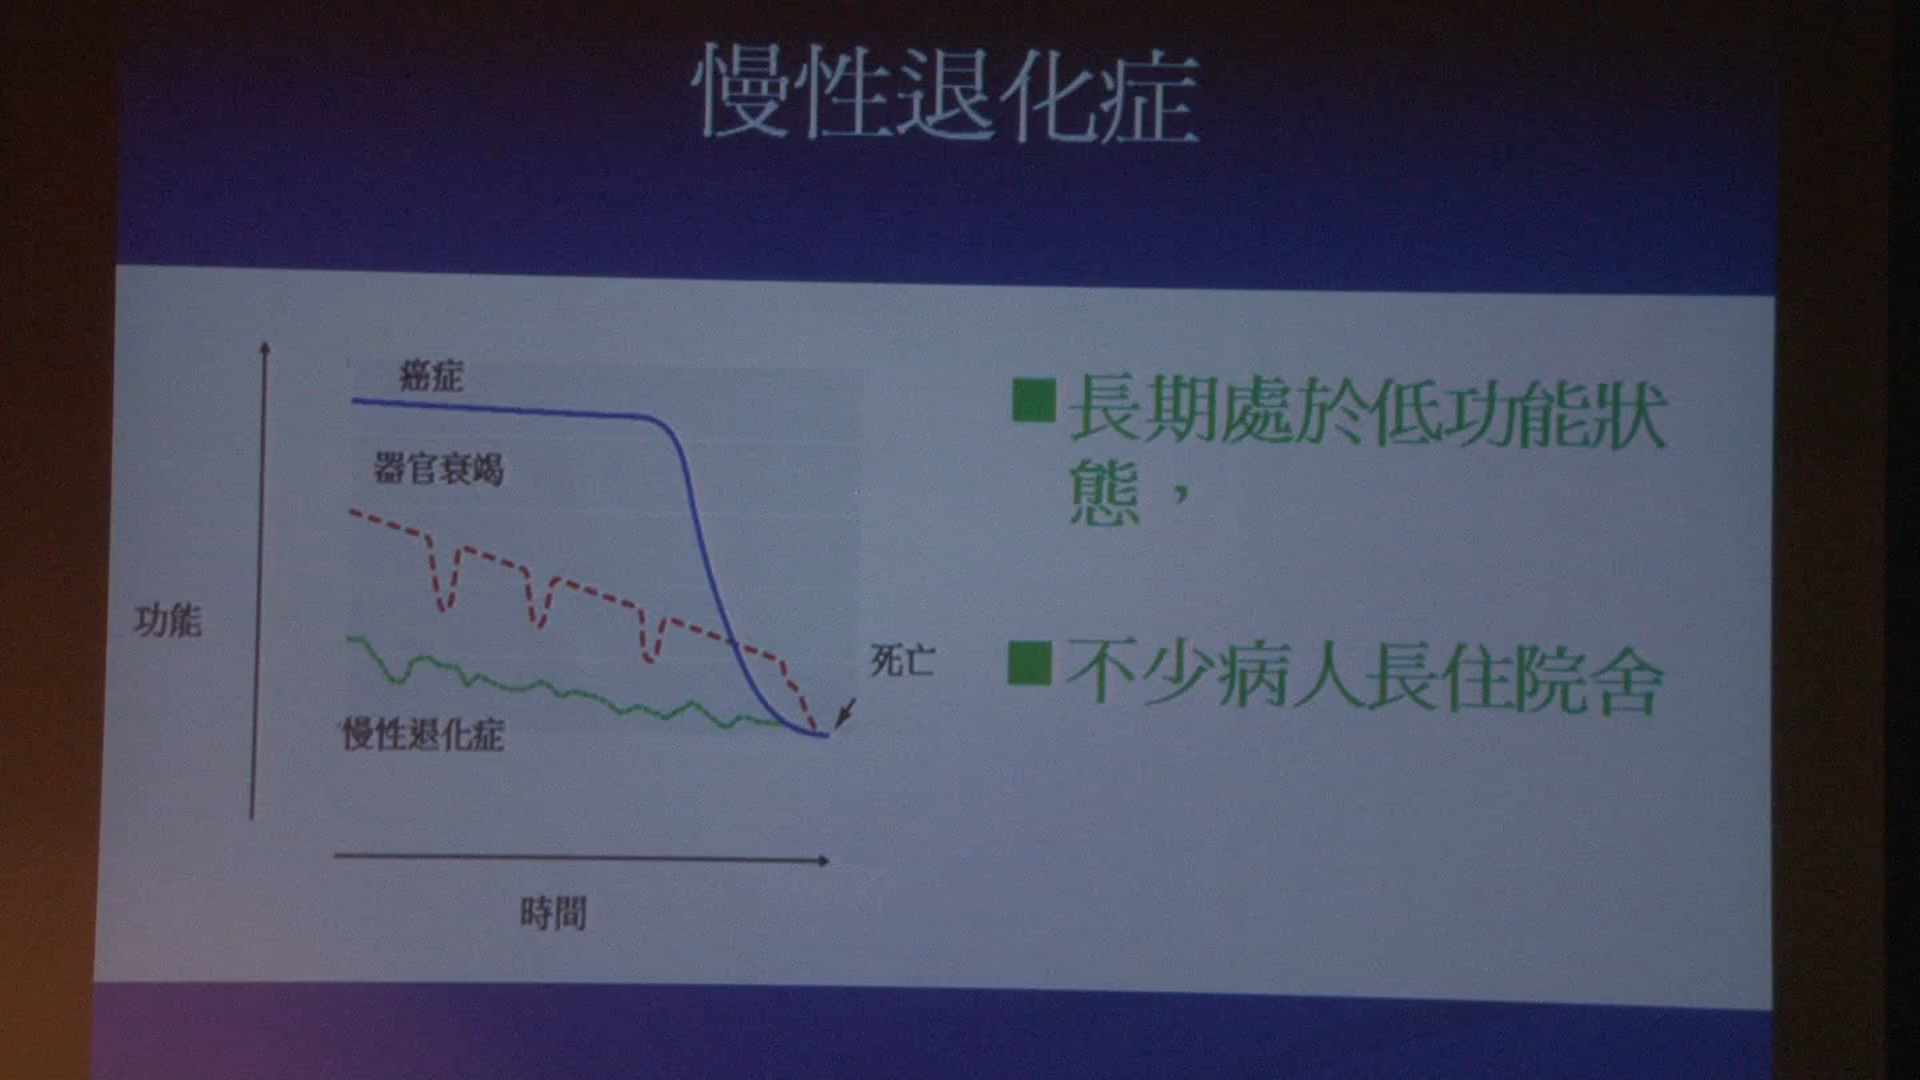 慢性退化症
癌症
器官衰竭
功能
死亡
慢性退化症
時間
長期處於低功能狀
態，
不少病人長住院舍